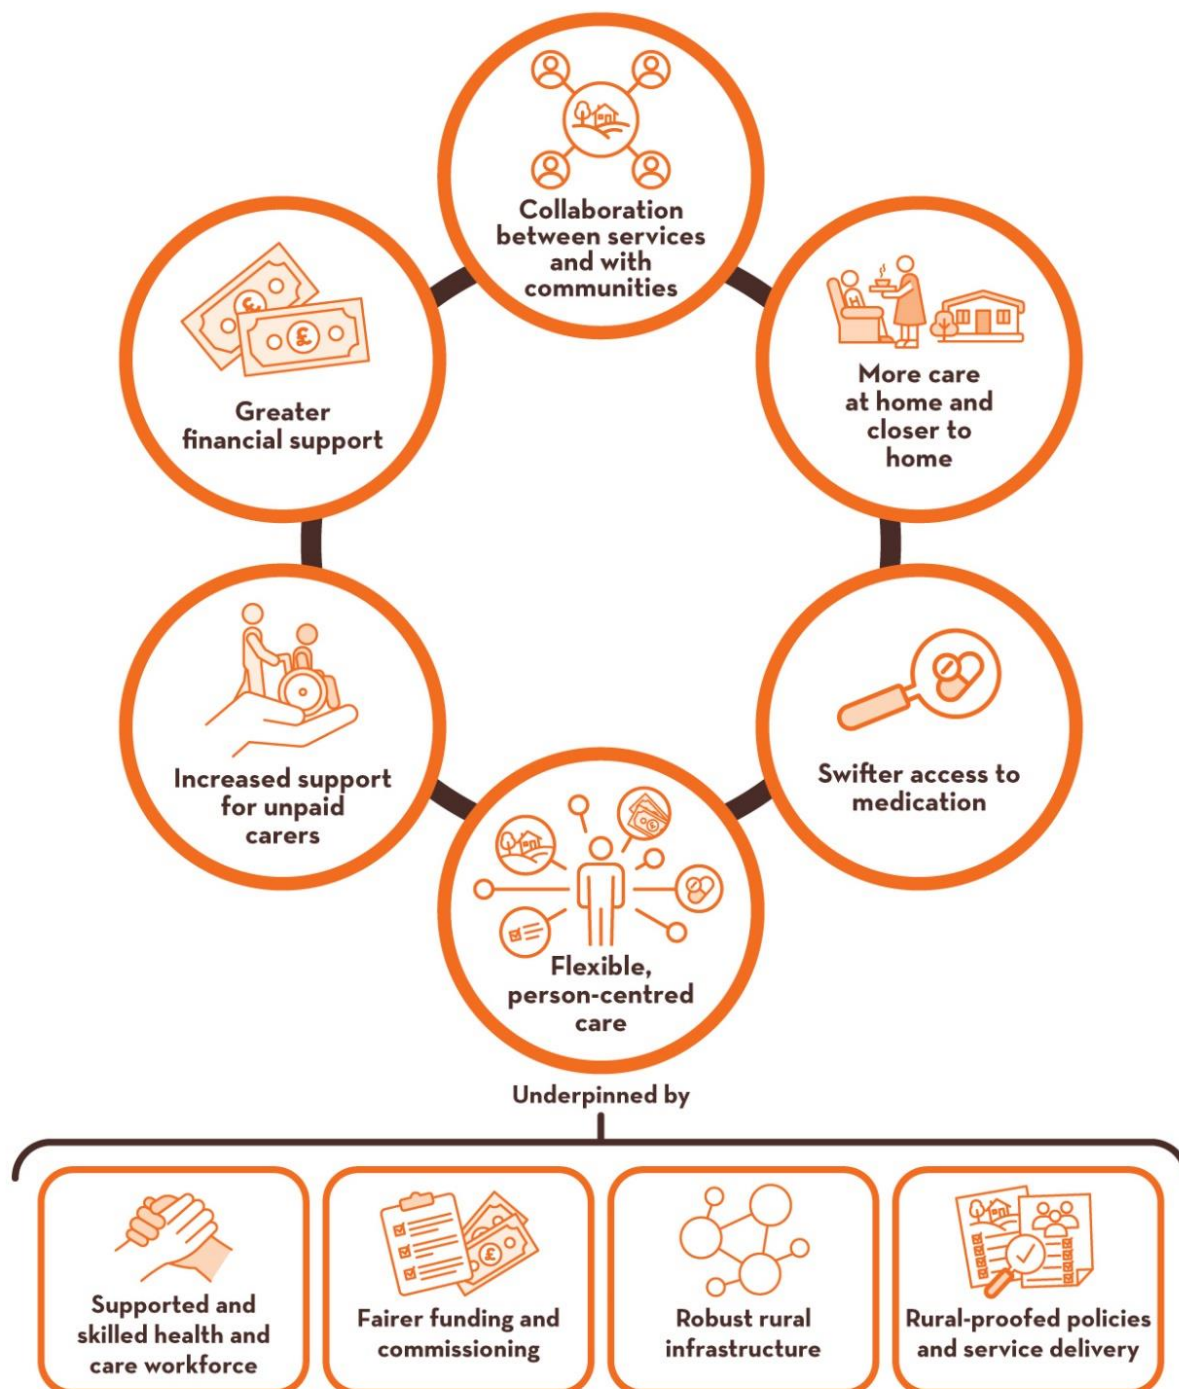 Collaboration
between services
and with
communities
More care
at home and
closer to
home
Swifter access to
medication
Flexible,
person-centred
care
Increased support
for unpaid
carers
Greater
financial support
Underpinned by
Supported and
skilled health and
care workforce
Fairer funding and
commissioning
Robust rural
infrastructure
Rural-proofed policies
and service delivery